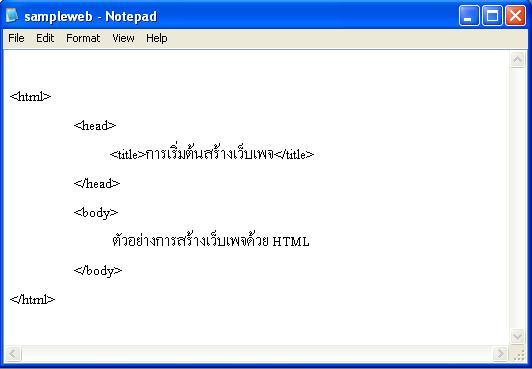 sampleweb - Notepad
File Edit Format View Help
<html>
<head>
<title>การเริ่มต้นสร้างเว็บเพจ</title>
</head>
<body>
ตัวอย่างการสร้างเว็บเพจด้วย HTML
</body>
</html>